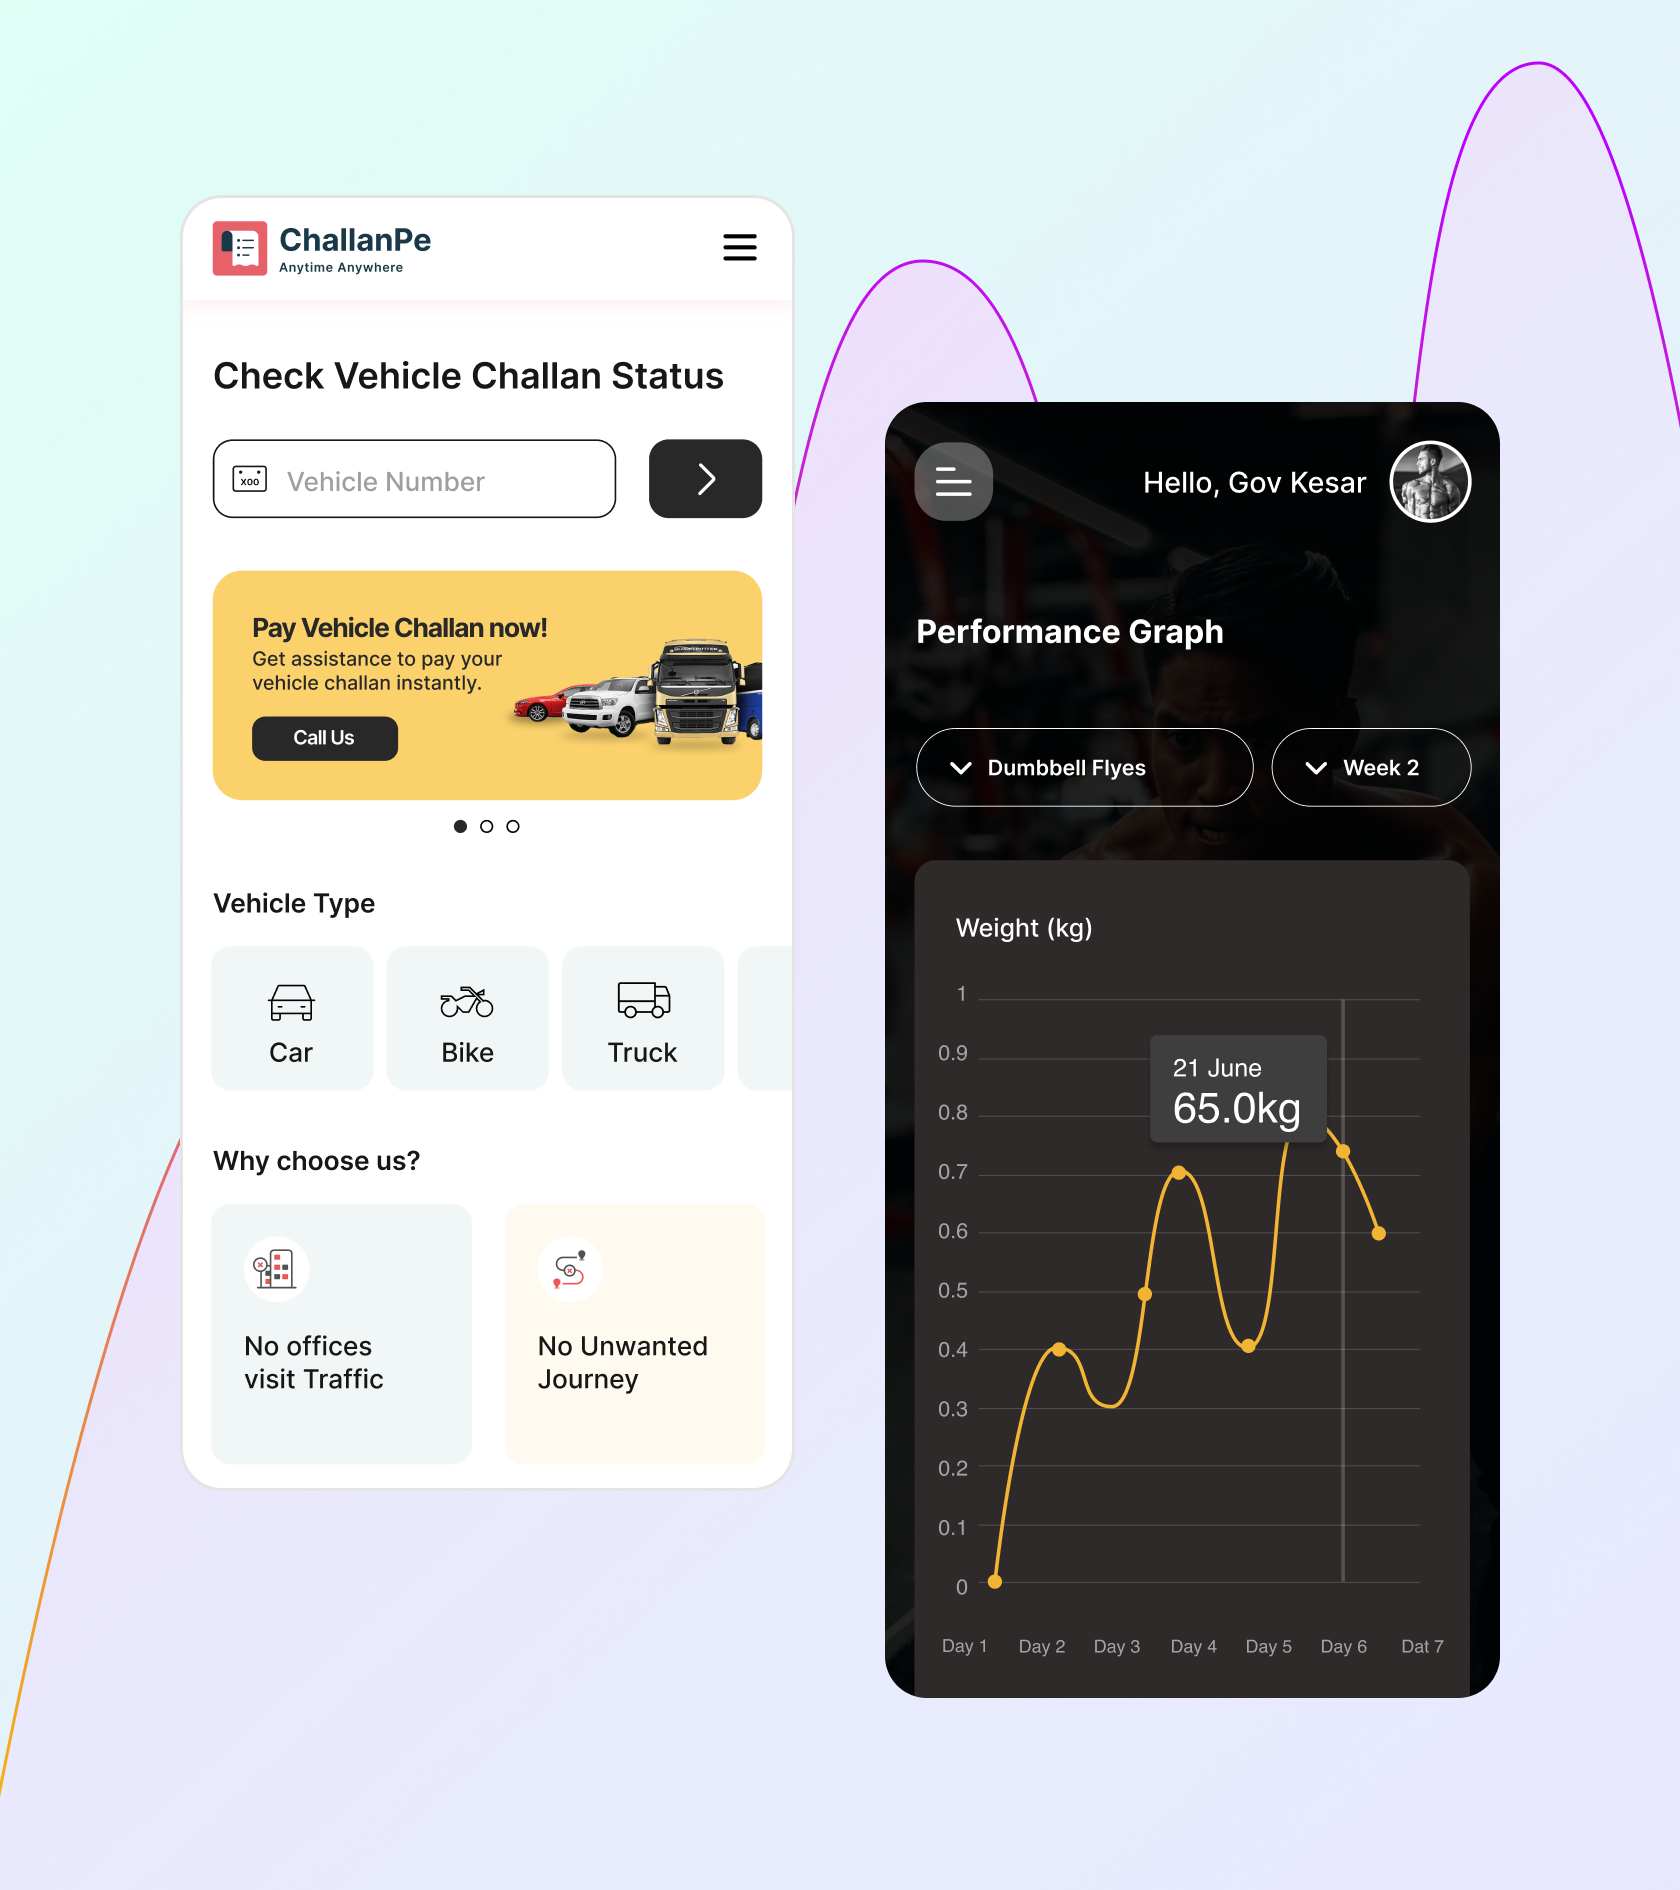 ChallanPe
Anytime Anywhere
Check Vehicle Challan Status
XOO
Vehicle Number
Pay Vehicle Challan now!
Get assistance to pay your
vehicle challan instantly.
Call Us
Vehicle Type
Car
Bike
Truck
Why choose us?
No offices
visit Traffic
No Unwanted
Journey
Hello, Gov Kesar
Performance Graph
Dumbbell Flyes
Week 2
Weight (kg)
1
0.9
0.8
0.7
0.6
0.5
0.4
0.3
0.2
0.1
0
21 June
65.0kg
Day 1
Day 2
Day 3
Day 4
Day 5
Day 6
Dat 7